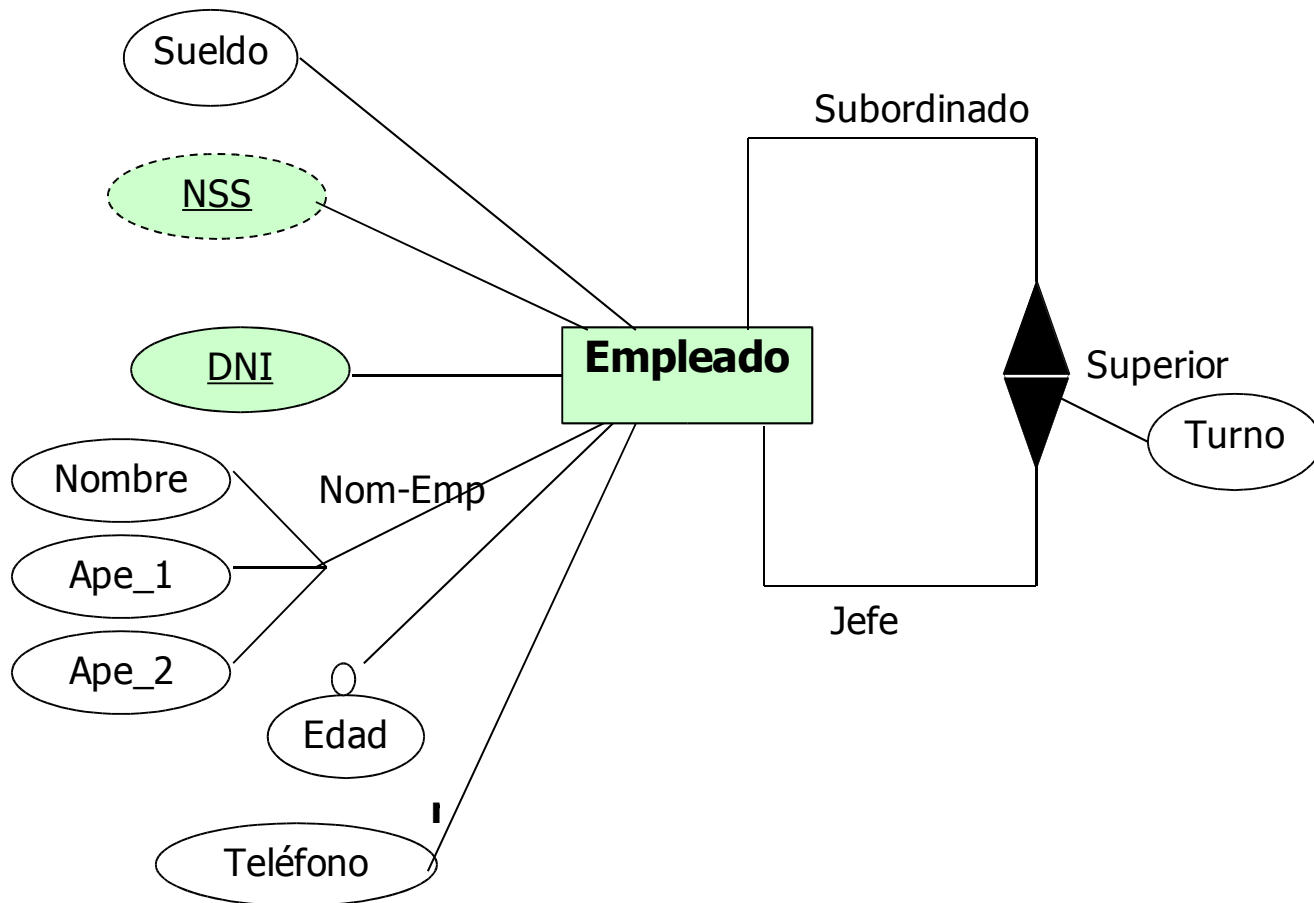 Sueldo
Subordinado
NSS
Empleado
DNI
Superior
Turno
Nombre
Nom-Emp
Ape_1
Jefe
Ape_2
Edad
Teléfono